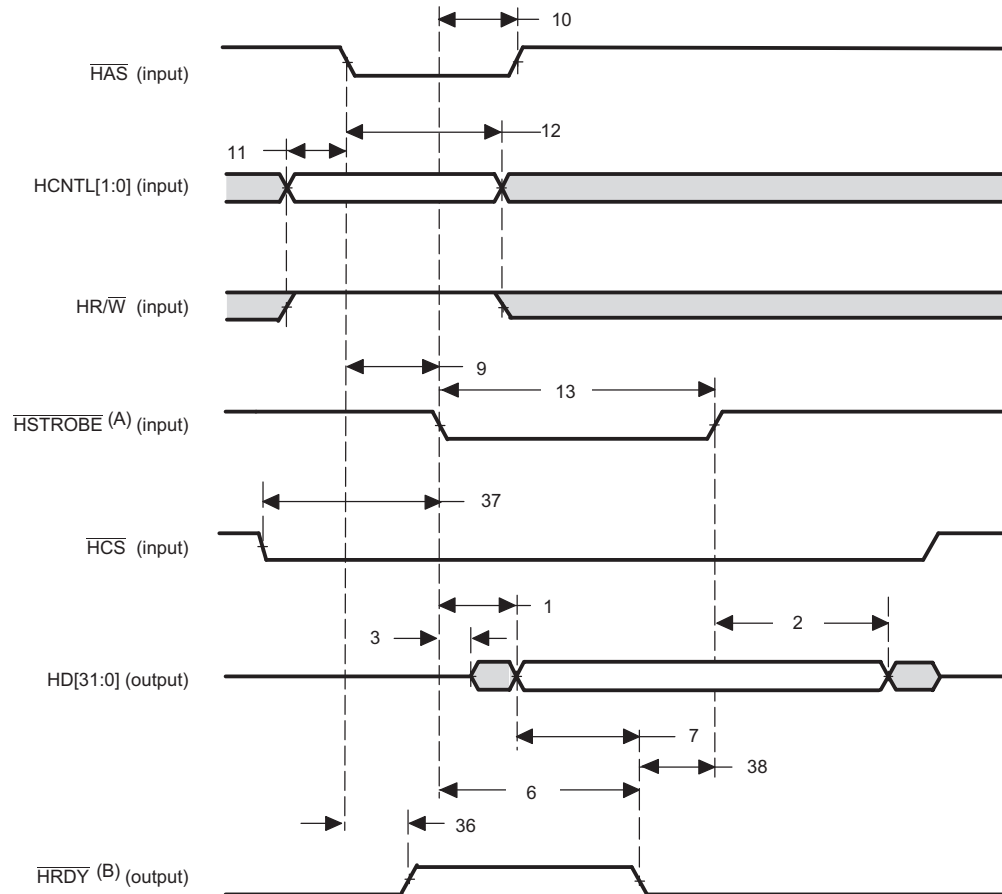 10
HAS (input)
12
11
HCNTL[1:0] (input)
HR/W (input)
9
13
HSTROBE (A) (input)
37
HCS (input)
1
3
2
HD[31:0] (output)
7
38
6
36
HRDY (B) (output)